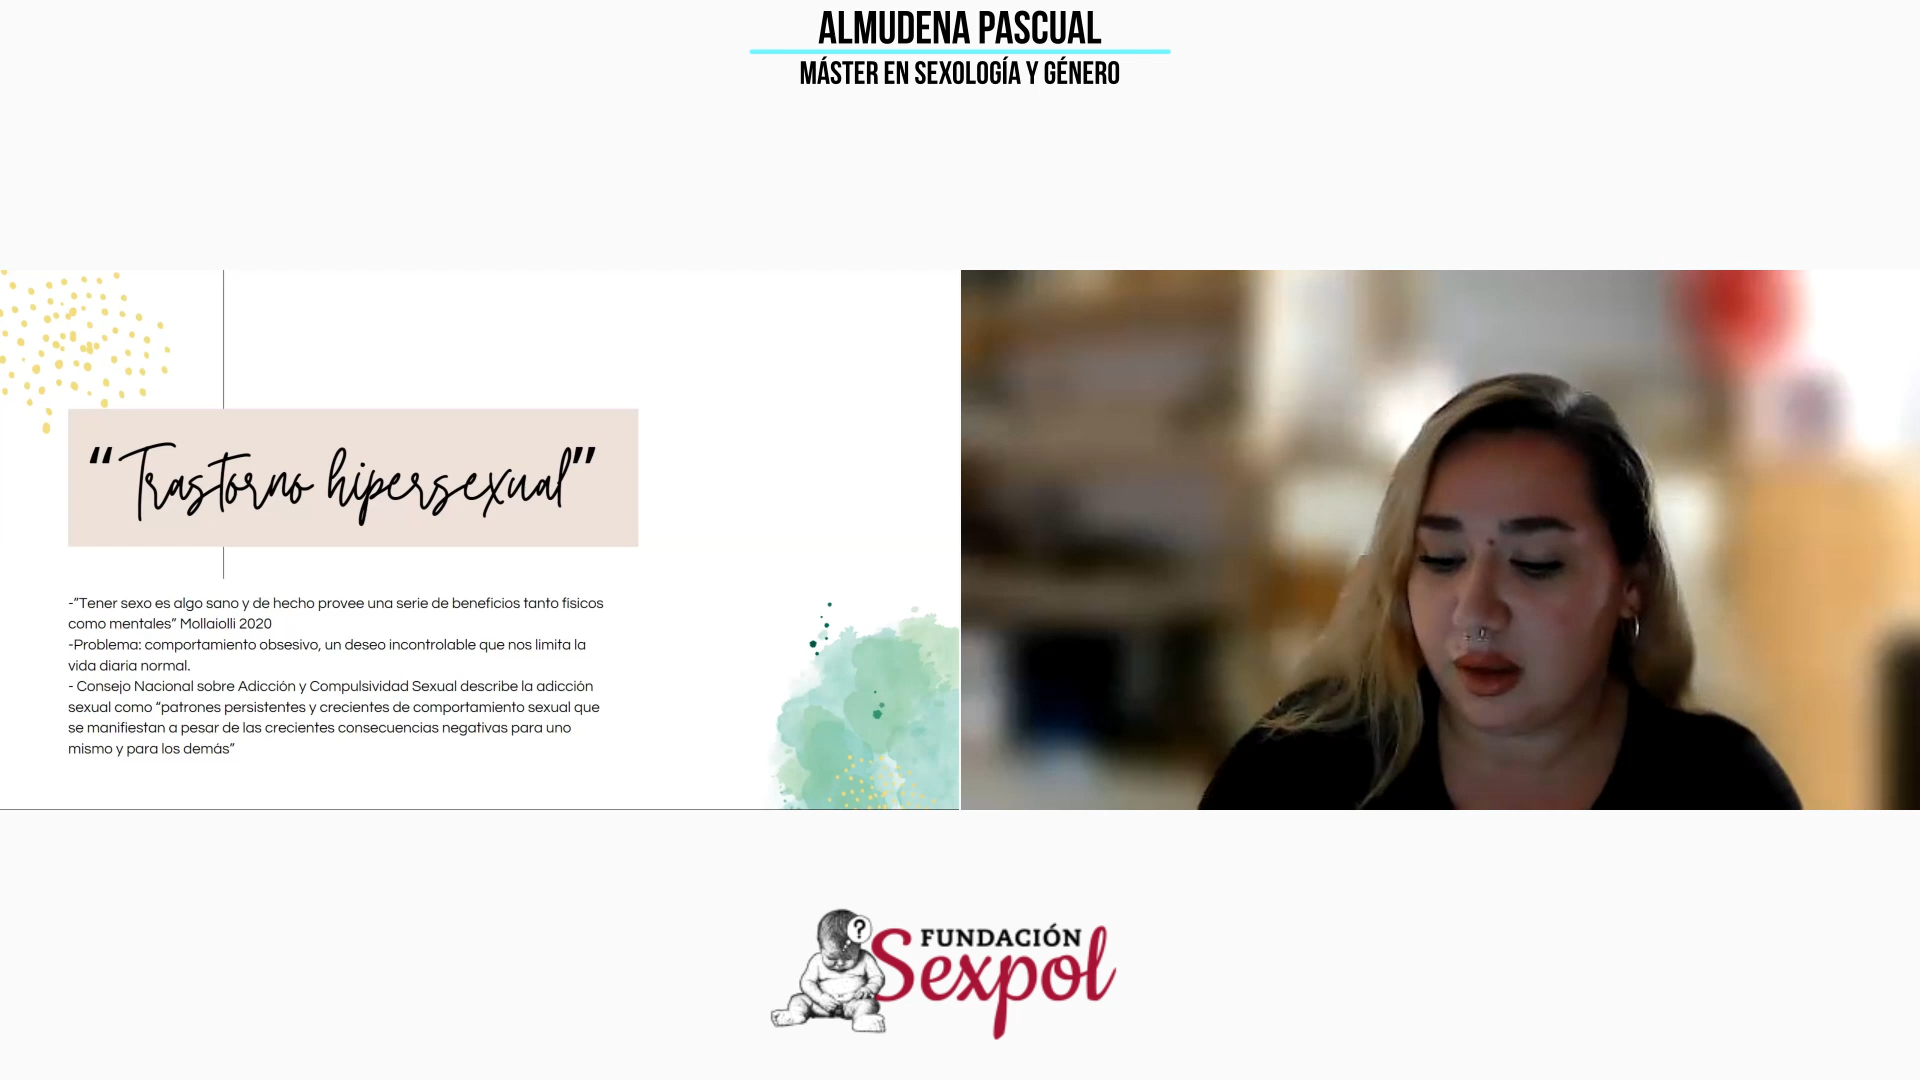 ALMUDENA PASCUAL
MÁSTER EN SEXOLOGÍA Y GÉNERO
“Trastorno hipersexual”
-”Tener sexo es algo sano y de hecho provee una serie de beneficios tanto fisicos
como mentales” Mollaiolli 2020
-Problema: comportamiento obsesivo, un deseo incontrolable que nos limita la
vida diaria normal.
- Consejo Nacional sobre Adicción y Compulsividad Sexual describe la adicción
sexual como “patrones persistentes y crecientes de comportamiento sexual que
se manifiestan a pesar de las crecientes consecuencias negativas para uno
mismo y para los demás”
?
FUNDACIÓN
Sexpol